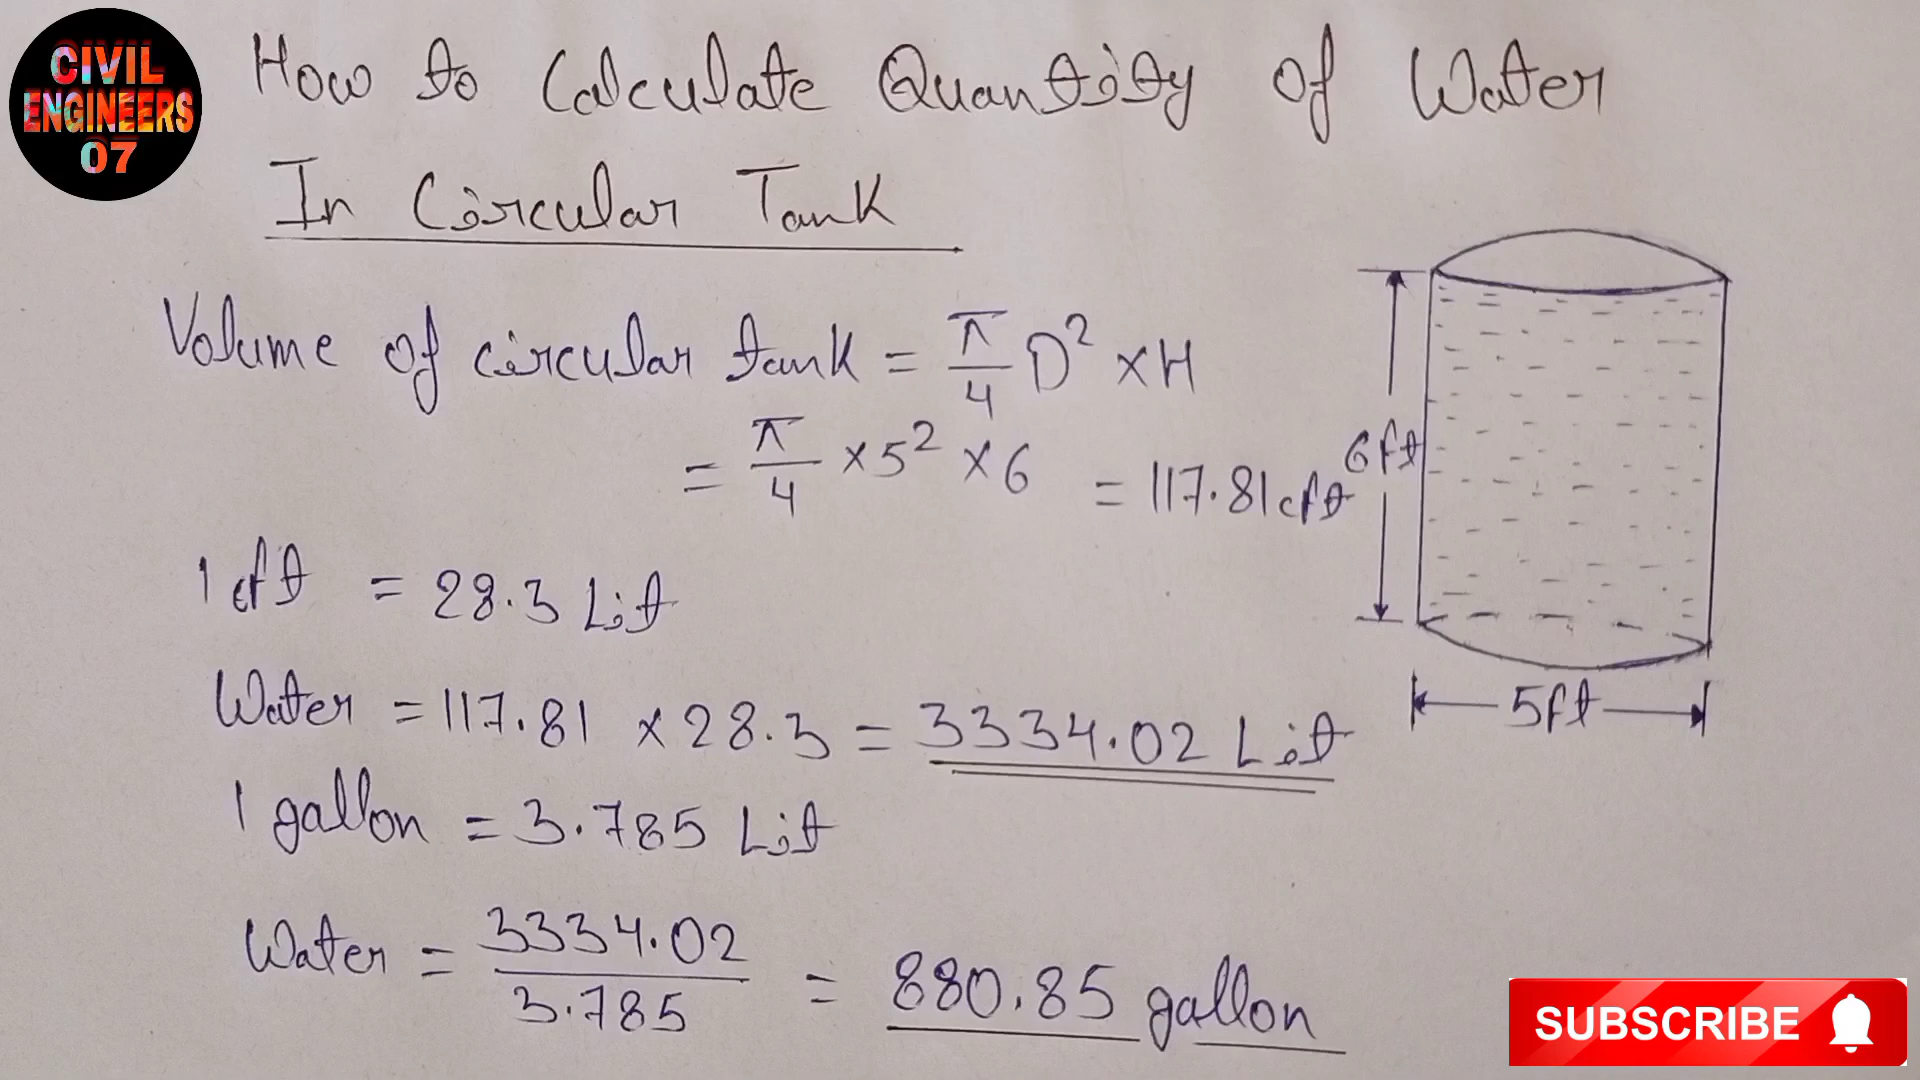 CIVIL
ENGINEERS
07
How to Calculate Quantity Of Water
In Circular Tank
Volume of circular tank = π/4 D² × H
= π/4 × 5² × 6 = 117.81 cft
6ft
1 cft = 28.3 Lit
Water = 117.81 × 28.3 = 3334.02 Lit
5ft
1 gallon = 3.785 Lit
Water = 3334.02/3.785 = 880.85 gallon
SUBSCRIBE